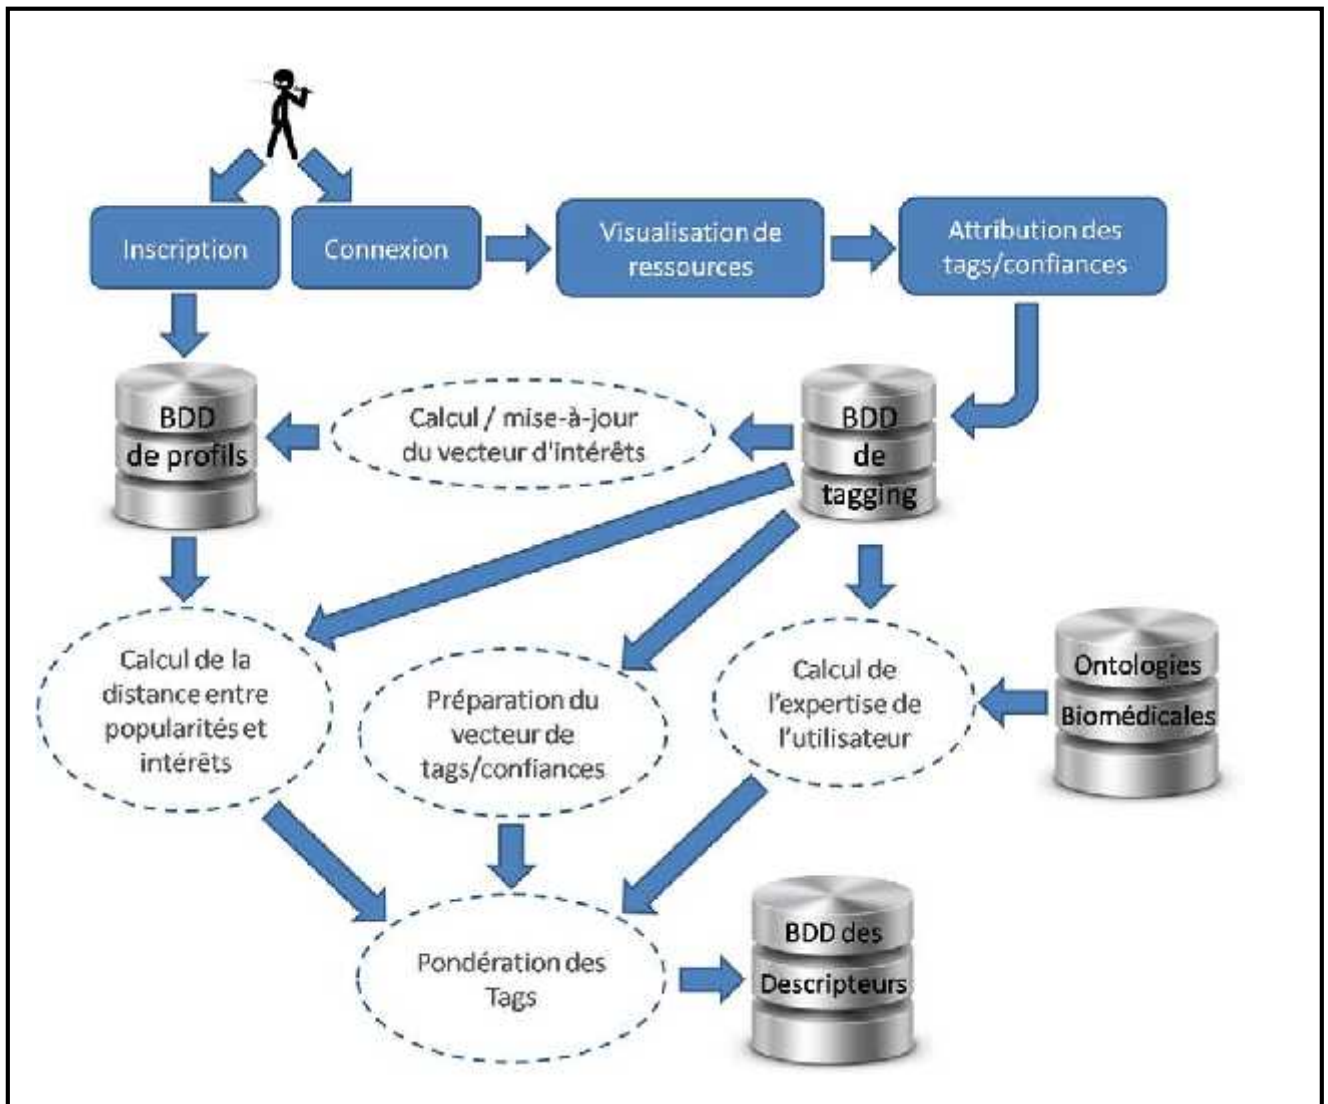 Inscription
Connexion
Visualisation de
ressources
Attribution des
tags/confiances
BDD
de profils
Calcul / mise-à-jour
du vecteur d'intérêts
BDD
de
tagging
Calcul de la
distance entre
popularités et
intérêts
Préparation du
vecteur de
tags/confiances
Calcul de
l'expertise de
l'utilisateur
Ontologies
Biomédicales
Pondération des
Tags
BDD des
Descripteurs